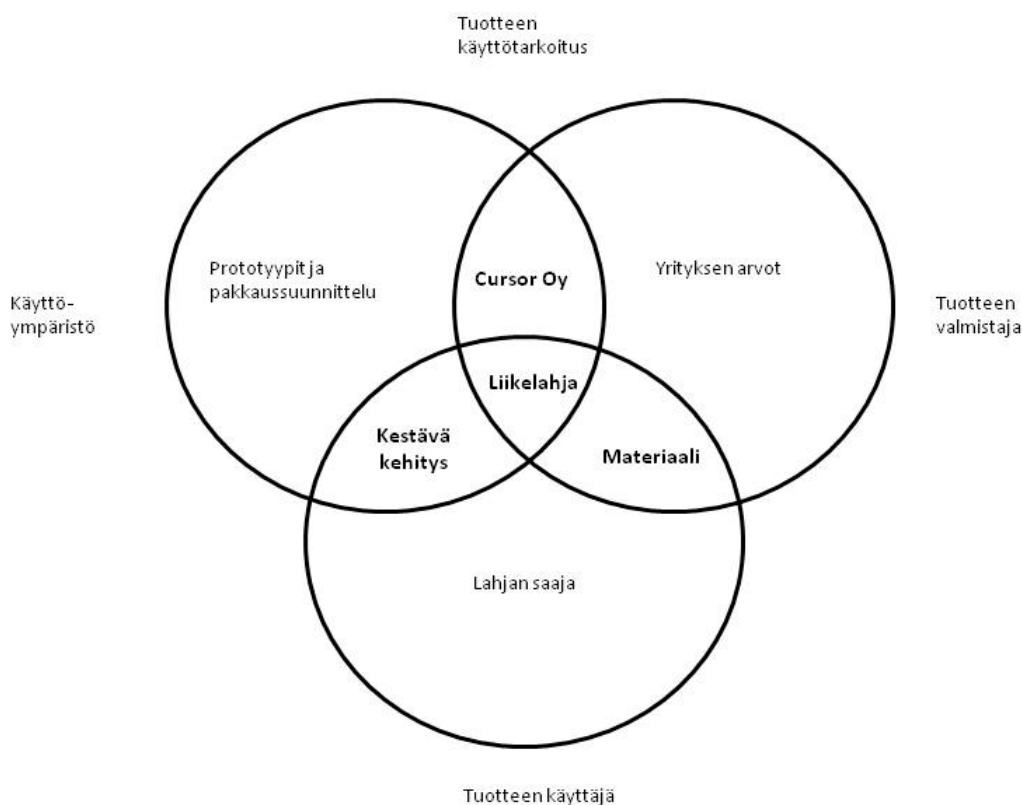 Tuotteen
käyttötarkoitus
Prototyypit ja
pakkaussuunnittelu
Cursor Oy
Yrityksen arvot
Käyttö-
ympäristö
Tuotteen
valmistaja
Liikelahja
Kestävä
kehitys
Materiaali
Lahjan saaja
Tuotteen käyttäjä